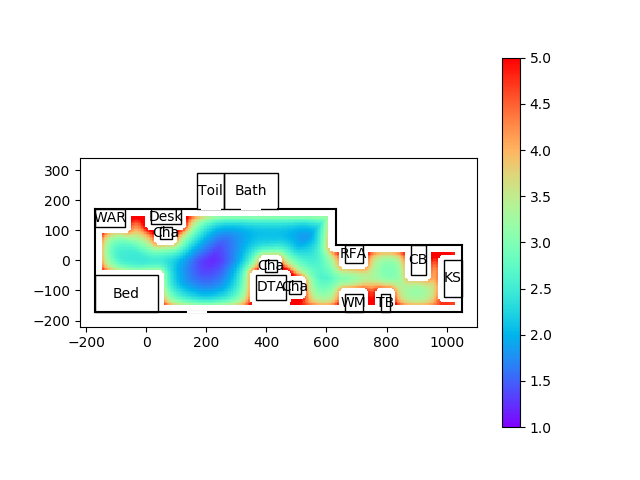 300
200
100
0
−100
−200
−200
0
200
400
600
800
1000
Toil
Bath
WAR
Desk
Cha
Bed
Cha
DTA
Cha
RFA
CB
KS
WM
TB
5.0
4.5
4.0
3.5
3.0
2.5
2.0
1.5
1.0